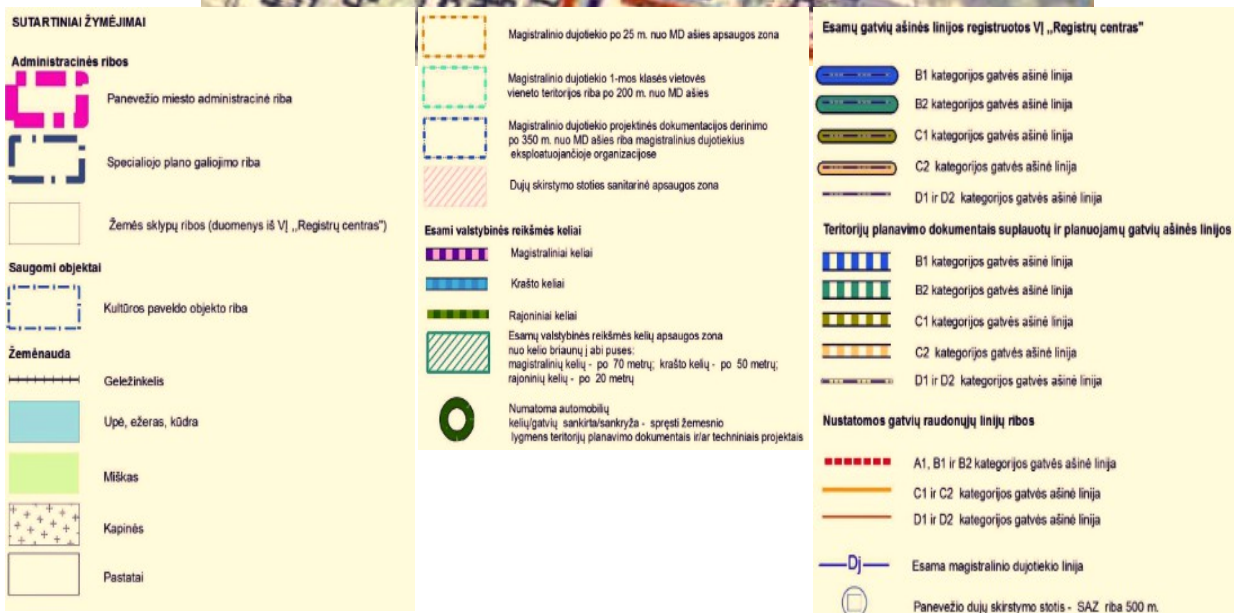 SUTARTINIAI ŽYMĖJIMAI
Administracinės ribos
Panevėžio miesto administracinė riba
Specialiojo plano galiojimo riba
Žemės sklypų ribos (duomenys iš VĮ ,,Registrų centras")
Saugomi objektai
Kultūros paveldo objekto riba
Žemėnauda
Geležinkelis
Upė, ežeras, kūdra
Miškas
Kapinės
Pastatai
Magistralinio dujotiekio po 25 m. nuo MD ašies apsaugos zona
Magistralinio dujotiekio 1-mos klasės vietovės
vieneto teritorijos riba po 200 m. nuo MD ašies
Magistralinio dujotiekio projektinės dokumentacijos derinimo
po 350 m. nuo MD ašies riba magistralinius dujotiekius
eksploatuojančioje organizacijose
Dujų skirstymo stoties sanitarinė apsaugos zona
Esami valstybinės reikšmės keliai
Magistraliniai keliai
Krašto keliai
Rajoniniai keliai
Esamų valstybinės reikšmės kelių apsaugos zona
nuo kelio briaunų į abi puses:
magistralinių kelių - po 70 metrų; krašto kelių - po 50 metrų;
rajoninių kelių - po 20 metrų
Numatoma automobilių
kelių/gatvių sankirta/sankryža - spręsti žemesnio
lygmens teritorijų planavimo dokumentais ir/ar techniniais projektais
Esamų gatvių ašinės linijos registruotos VĮ ,,Registrų centras"
B1 kategorijos gatvės ašinė linija
B2 kategorijos gatvės ašinė linija
C1 kategorijos gatvės ašinė linija
C2 kategorijos gatvės ašinė linija
D1 ir D2 kategorijos gatvės ašinė linija
Teritorijų planavimo dokumentais suplauotų ir planuojamų gatvių ašinės linijos
B1 kategorijos gatvės ašinė linija
B2 kategorijos gatvės ašinė linija
C1 kategorijos gatvės ašinė linija
C2 kategorijos gatvės ašinė linija
D1 ir D2 kategorijos gatvės ašinė linija
Nustatomos gatvių raudonųjų linijų ribos
A1, B1 ir B2 kategorijos gatvės ašinė linija
C1 ir C2 kategorijos gatvės ašinė linija
D1 ir D2 kategorijos gatvės ašinė linija
Dj
Esama magistralinio dujotiekio linija
Panevėžio dujų skirstymo stotis - SAZ riba 500 m.